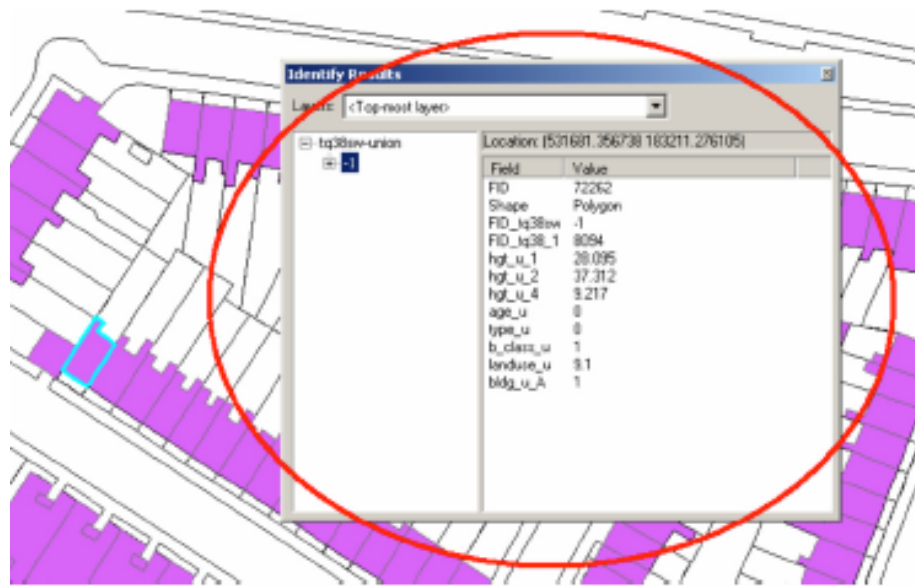 Identify Results
Layers: <Top-most layer>
tq38sw-union
-1
Location: (531681.356738 183211.276105)
Field Value
FID 72262
Shape Polygon
FID_tq38sw -1
FID_tq38_1 8094
hgt_u_1 28.095
hgt_u_2 37.312
hgt_u_4 9.217
age_u 0
type_u 0
b_class_u 1
landuse_u 9.1
bldg_u_A 1